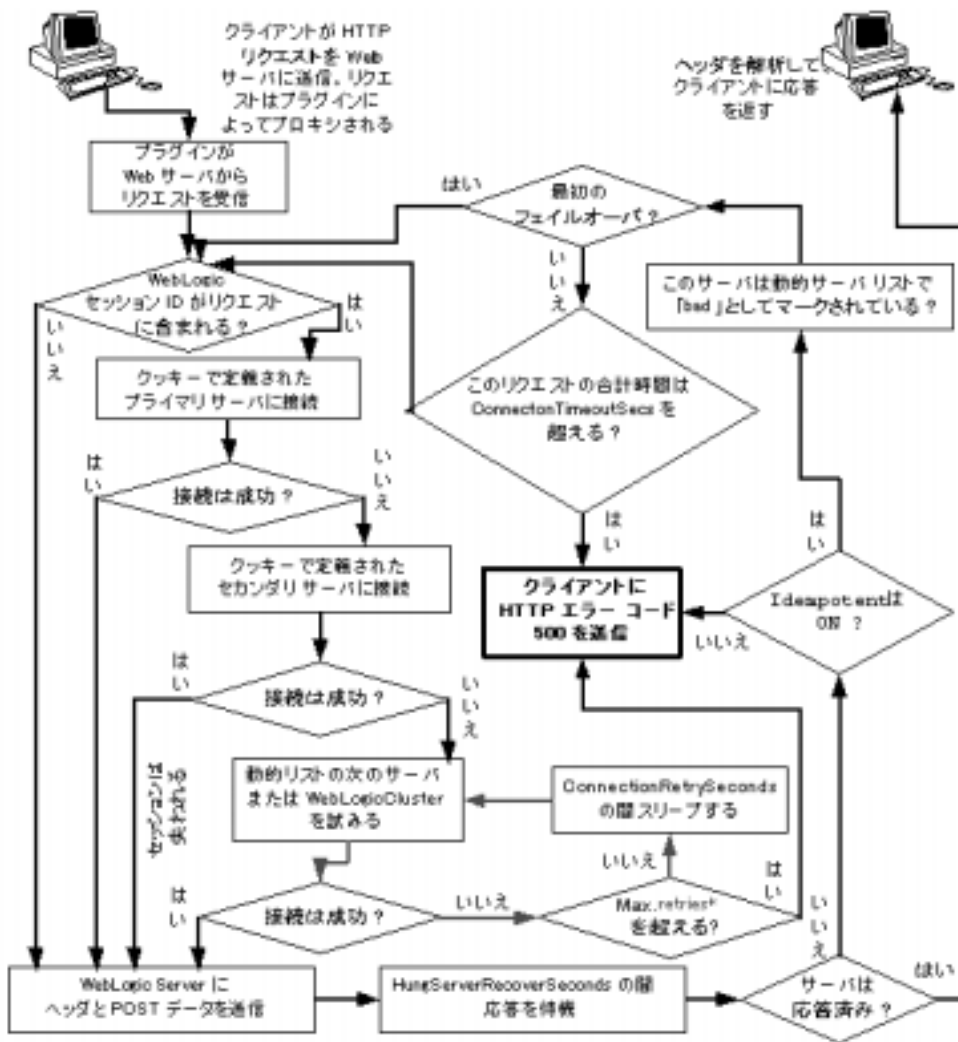 クライアントが HTTP
リクエストを Web
サーバに送信。リクエ
ストはプラグインに
よってプロキシされる
ヘッダを解析して、
クライアントに応答
を返す
プラグインが
Web サーバから
リクエストを受信
はい
最初の
フェイルオーバ？
いいえ
WebLogic
セッション ID がリクエスト
に含まれる？
はい
いいえ
このサーバは動的サーバ リストで
「bad」としてマークされている？
クッキーで定義された
プライマリ サーバに接続
このリクエストの合計時間は
ConnectonTimeoutSecs を
超える？
はい
いいえ
接続は成功？
はい
はい
クッキーで定義された
セカンダリ サーバに接続
クライアントに
HTTP エラー コード
500 を送信
Idempotentは
ON ？
いいえ
はい
接続は成功？
いいえ
セッションは
失われる
動的リストの次のサーバ
または WebLogicCluster
を試みる
ConnectionRetrySeconds
の間スリープする
いいえ
はい
はい
接続は成功？
いいえ
Max.retries*
を超える?
いいえ
WebLogic Server に
ヘッダと POST データを送信
HungServerRecoverSeconds の間
応答を待機
サーバは
応答済み？
はい